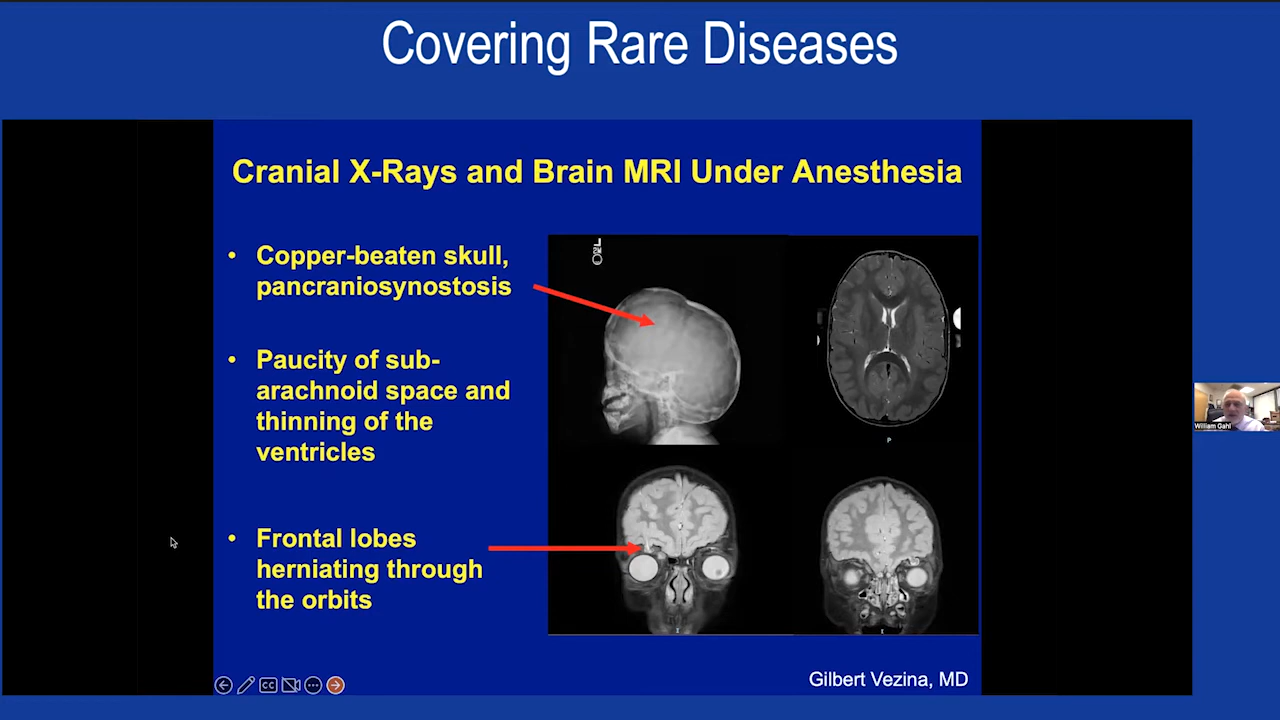 Covering Rare Diseases
Cranial X-Rays and Brain MRI Under Anesthesia
• Copper-beaten skull,
pancraniosynostosis
• Paucity of sub-
arachnoid space and
thinning of the
ventricles
• Frontal lobes
herniating through
the orbits
P
I
I
William Gahl
CC
Gilbert Vezina, MD